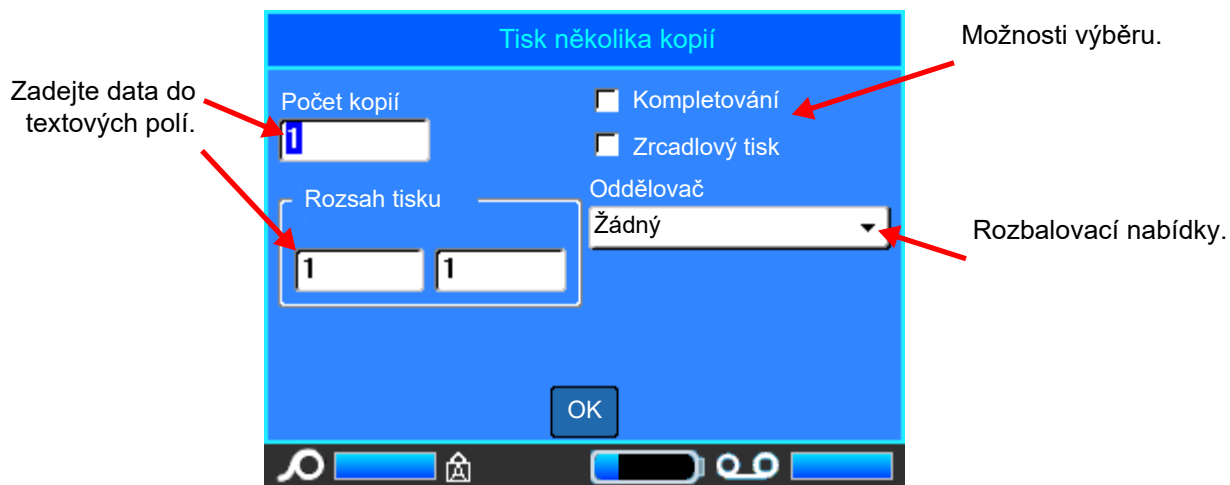 Tisk několika kopií
Možnosti výběru.
Zadejte data do
textových polí.
Počet kopií
1
Kompletování
Zrcadlový tisk
Rozsah tisku
1
1
Oddělovač
Žádný
Rozbalovací nabídky.
OK
A